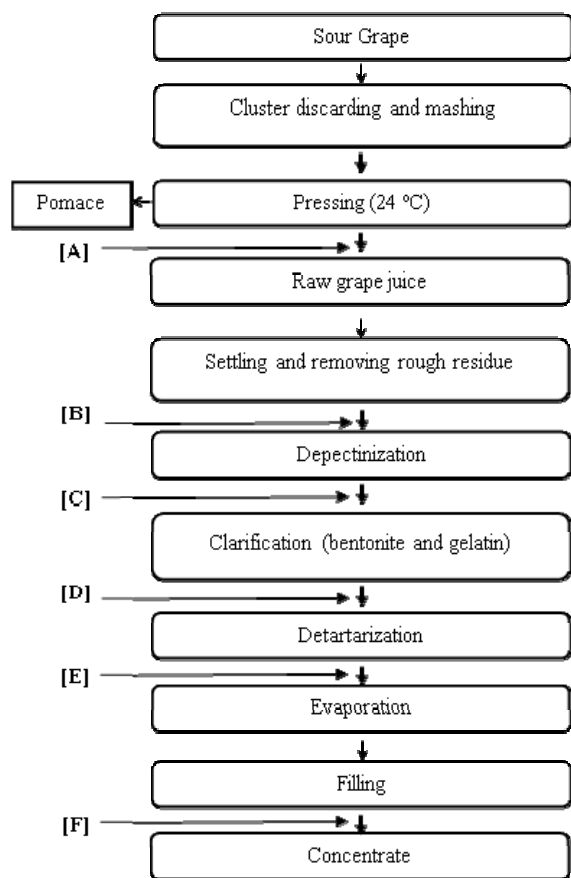 Sour Grape
Cluster discarding and mashing
Pomace
Pressing (24 °C)
[A]
Raw grape juice
Settling and removing rough residue
[B]
Depectinization
[C]
Clarification (bentonite and gelatin)
[D]
Detartarization
[E]
Evaporation
Filling
[F]
Concentrate